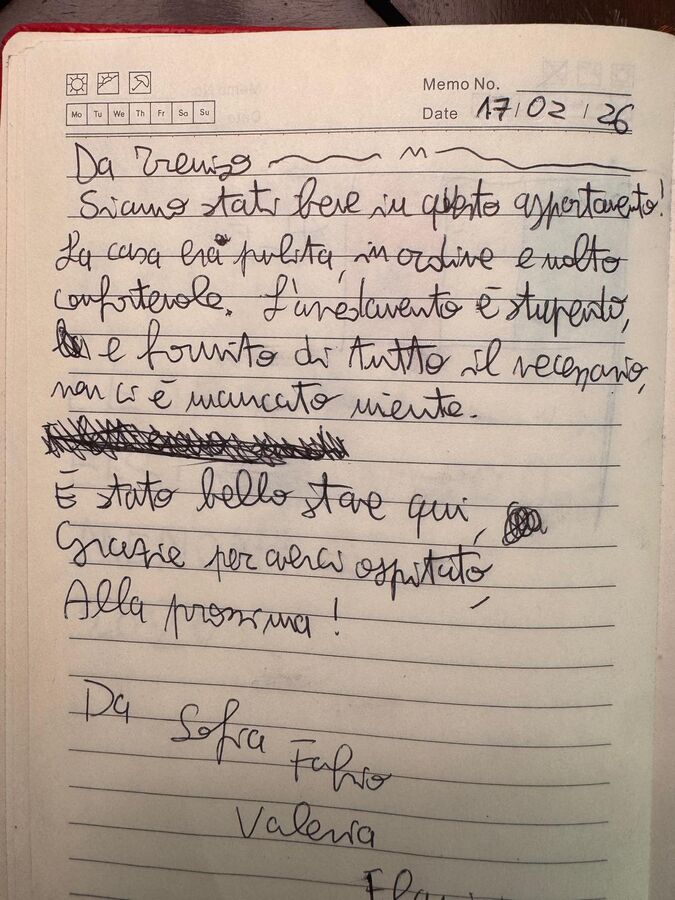 Memo No.
Mo Tu We Th Fr Sa Su
Date 17/02/26
Da Treviso
Siamo stati bene in questo appartamento!
La casa era pulita, in ordine e molto
confortevole. L'arredamento è stupendo,
e fornito di tutto il necessario,
non ci è mancato niente.
È stato bello stare qui,
Grazie per averci ospitato,
Alla prossima!
Da Sofia
Fabio
Valeria